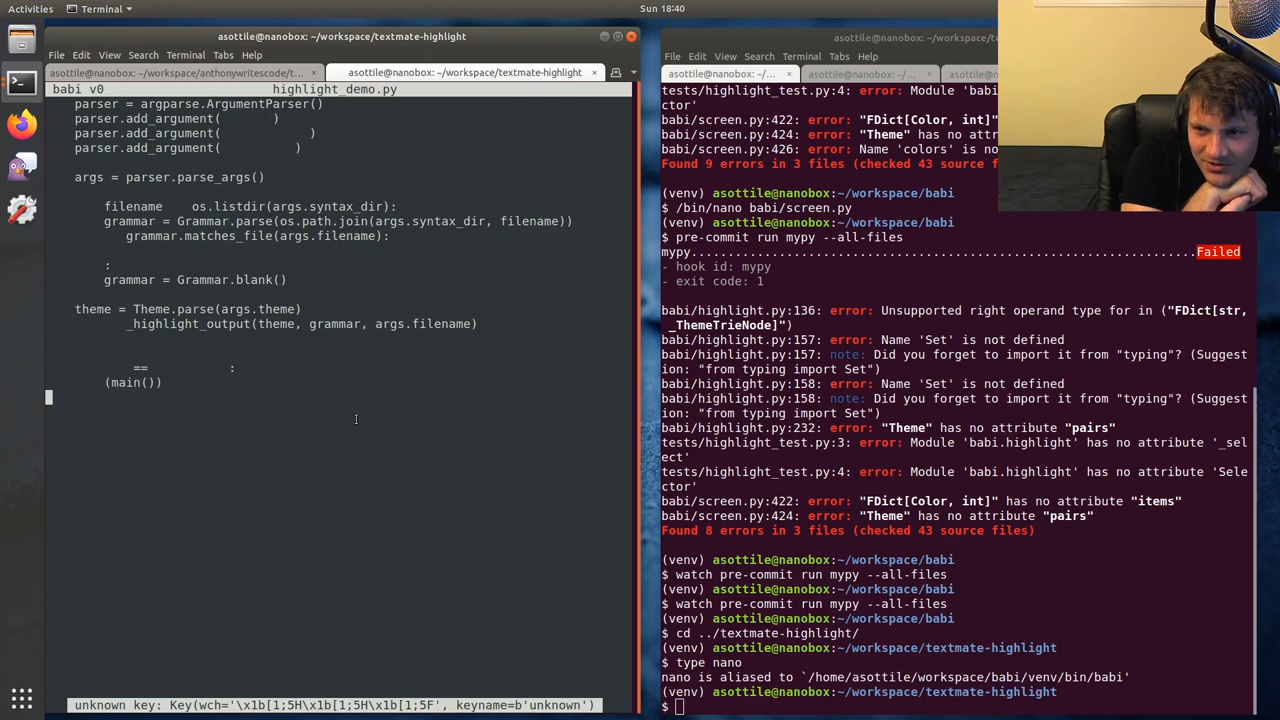 Activities
Terminal
Sun 18:40
asottile@nanobox: ~/workspace/textmate-highlight
File Edit View Search Terminal Tabs Help
asottile@nanobox: ~/workspace/anthonywritescode/t... × asottile@nanobox: ~/workspace/textmate-highlight ×
babi v0 highlight_demo.py
parser = argparse.ArgumentParser()
parser.add_argument( )
parser.add_argument( )
parser.add_argument( )
args = parser.parse_args()
filename os.listdir(args.syntax_dir):
grammar = Grammar.parse(os.path.join(args.syntax_dir, filename))
grammar.matches_file(args.filename):
:
grammar = Grammar.blank()
theme = Theme.parse(args.theme)
_highlight_output(theme, grammar, args.filename)
== :
(main())
unknown key: Key(wch='\x1b[1;5H\x1b[1;5H\x1b[1;5F', keyname=b'unknown')
asottile@nanobox: ~/workspace/textmate-highlight
File Edit View Search Terminal Tabs Help
asottile@nanobox: ~/... × asottile@nanobox: ~/... × asottile@nanobox
tests/highlight_test.py:4: error: Module 'babi.highlight' has no attribute 'Sele
ctor'
babi/screen.py:422: error: "FDict[Color, int]"
babi/screen.py:424: error: "Theme" has no attr
babi/screen.py:426: error: Name 'colors' is no
Found 9 errors in 3 files (checked 43 source f
(venv) asottile@nanobox:~/workspace/babi
$ /bin/nano babi/screen.py
(venv) asottile@nanobox:~/workspace/babi
$ pre-commit run mypy --all-files
mypy.....................................................................Failed
- hook id: mypy
- exit code: 1
babi/highlight.py:136: error: Unsupported right operand type for in ("FDict[str,
_ThemeTrieNode]")
babi/highlight.py:157: error: Name 'Set' is not defined
babi/highlight.py:157: note: Did you forget to import it from "typing"? (Suggest
ion: "from typing import Set")
babi/highlight.py:158: error: Name 'Set' is not defined
babi/highlight.py:158: note: Did you forget to import it from "typing"? (Suggest
ion: "from typing import Set")
babi/highlight.py:232: error: "Theme" has no attribute "pairs"
tests/highlight_test.py:3: error: Module 'babi.highlight' has no attribute '_sel
ect'
tests/highlight_test.py:4: error: Module 'babi.highlight' has no attribute 'Sele
ctor'
babi/screen.py:422: error: "FDict[Color, int]" has no attribute "items"
babi/screen.py:424: error: "Theme" has no attribute "pairs"
Found 8 errors in 3 files (checked 43 source files)
(venv) asottile@nanobox:~/workspace/babi
$ watch pre-commit run mypy --all-files
(venv) asottile@nanobox:~/workspace/babi
$ watch pre-commit run mypy --all-files
(venv) asottile@nanobox:~/workspace/babi
$ cd ../textmate-highlight/
(venv) asottile@nanobox:~/workspace/textmate-highlight
$ type nano
nano is aliased to `/home/asottile/workspace/babi/venv/bin/babi'
(venv) asottile@nanobox:~/workspace/textmate-highlight
$